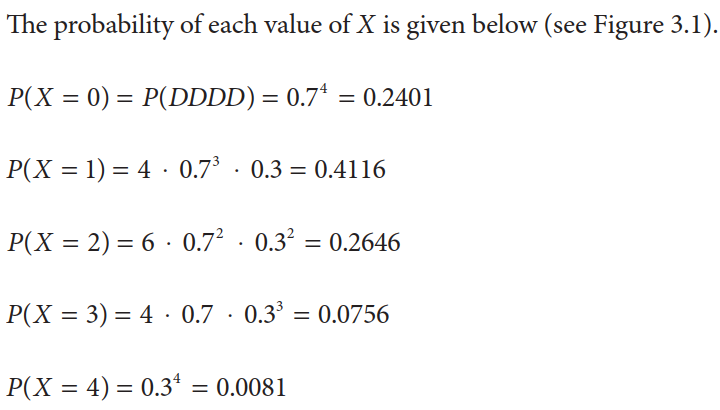 The probability of each value of X is given below (see Figure 3.1).
P(X = 0) = P(DDDD) = 0.7⁴ = 0.2401
P(X = 1) = 4 · 0.7³ · 0.3 = 0.4116
P(X = 2) = 6 · 0.7² · 0.3² = 0.2646
P(X = 3) = 4 · 0.7 · 0.3³ = 0.0756
P(X = 4) = 0.3⁴ = 0.0081